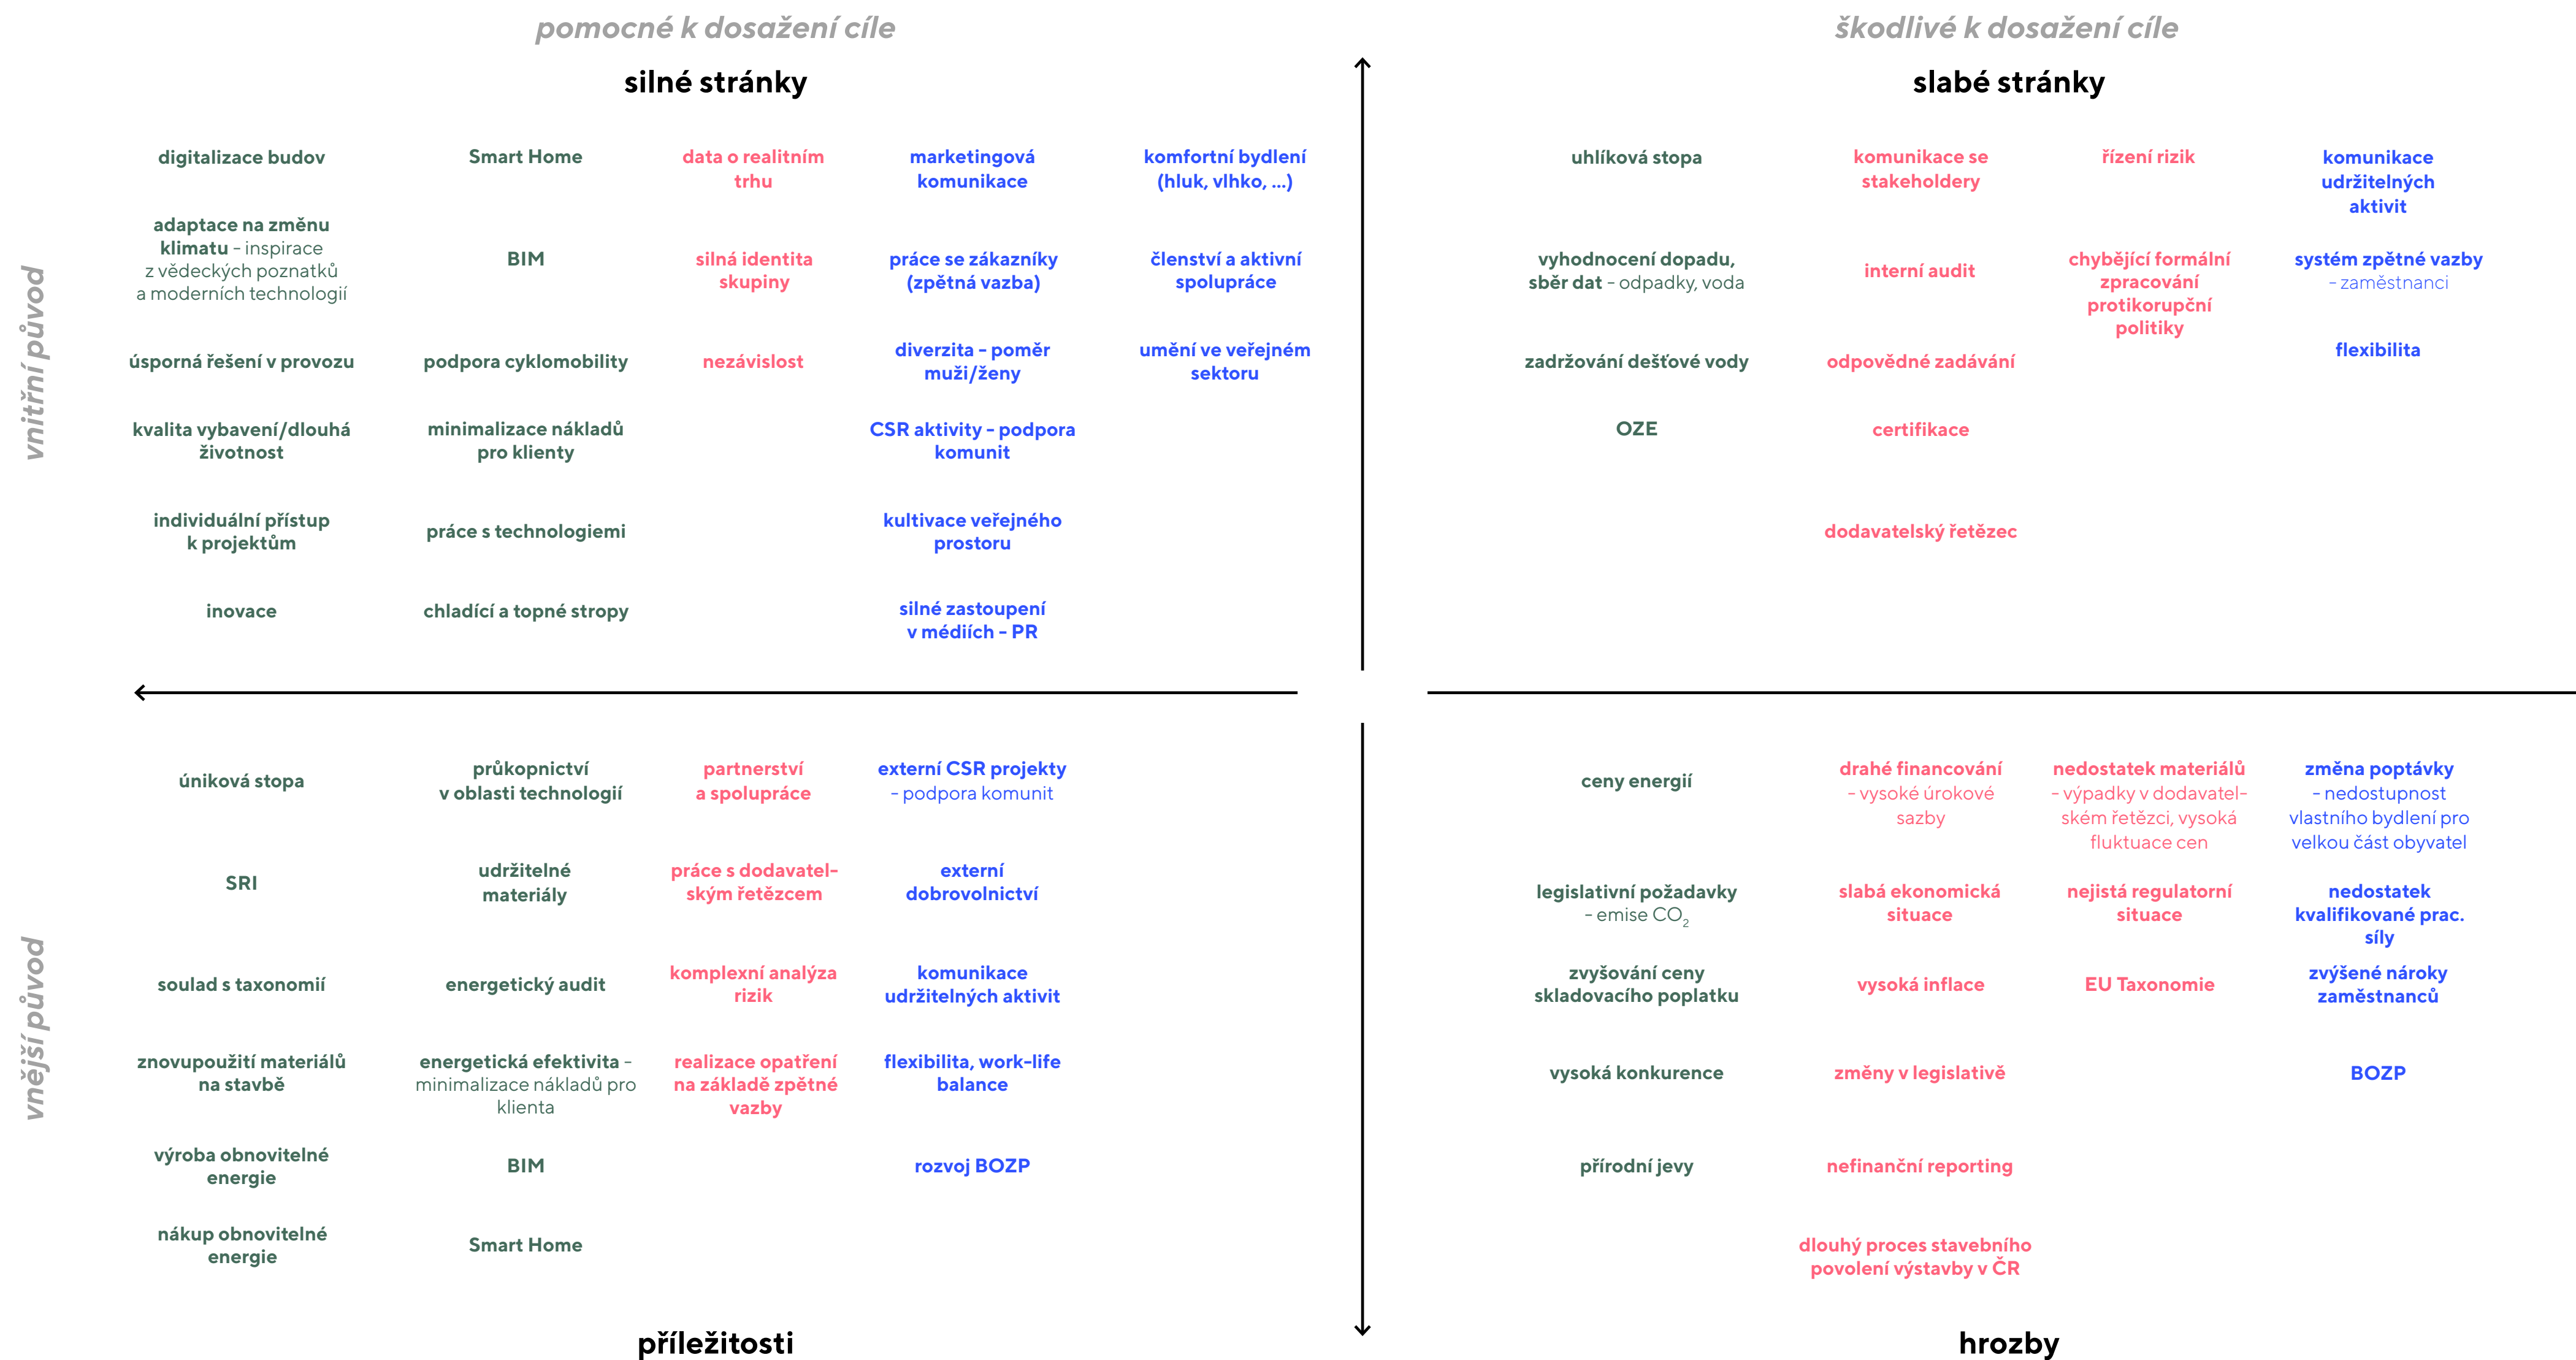 pomocné k dosažení cíle
škodlivé k dosažení cíle
silné stránky
slabé stránky
vnitřní původ
digitalizace budov
adaptace na změnu
klimatu - inspirace
z vědeckých poznatků
a moderních technologií
úsporná řešení v provozu
kvalita vybavení/dlouhá
životnost
individuální přístup
k projektům
inovace
Smart Home
BIM
podpora cyklomobility
minimalizace nákladů
pro klienty
práce s technologiemi
chladící a topné stropy
data o realitním
trhu
silná identita
skupiny
nezávislost
marketingová
komunikace
práce se zákazníky
(zpětná vazba)
diverzita - poměr
muži/ženy
CSR aktivity - podpora
komunit
kultivace veřejného
prostoru
silné zastoupení
v médiích - PR
komfortní bydlení
(hluk, vlhko, ...)
členství a aktivní
spolupráce
umění ve veřejném
sektoru
uhlíková stopa
vyhodnocení dopadu,
sběr dat - odpadky, voda
zadržování dešťové vody
OZE
komunikace se
stakeholdery
interní audit
odpovědné zadávání
certifikace
dodavatelský řetězec
řízení rizik
chybějící formální
zpracování
protikorupční
politiky
komunikace
udržitelných
aktivit
systém zpětné vazby
- zaměstnanci
flexibilita
vnější původ
úniková stopa
SRI
soulad s taxonomií
znovupoužití materiálů
na stavbě
výroba obnovitelné
energie
nákup obnovitelné
energie
průkopnictví
v oblasti technologií
udržitelné
materiály
energetický audit
energetická efektivita -
minimalizace nákladů pro
klienta
BIM
Smart Home
partnerství
a spolupráce
práce s dodavatel-
ským řetězcem
komplexní analýza
rizik
realizace opatření
na základě zpětné
vazby
externí CSR projekty
- podpora komunit
externí
dobrovolnictví
komunikace
udržitelných aktivit
flexibilita, work-life
balance
rozvoj BOZP
ceny energií
legislativní požadavky
- emise CO₂
zvyšování ceny
skladovacího poplatku
vysoká konkurence
přírodní jevy
drahé financování
- vysoké úrokové
sazby
slabá ekonomická
situace
vysoká inflace
změny v legislativě
nefinanční reporting
dlouhý proces stavebního
povolení výstavby v ČR
nedostatek materiálů
- výpadky v dodavatel-
ském řetězci, vysoká
fluktuace cen
nejistá regulatorní
situace
EU Taxonomie
změna poptávky
- nedostupnost
vlastního bydlení pro
velkou část obyvatel
nedostatek
kvalifikované prac.
síly
zvýšené nároky
zaměstnanců
BOZP
příležitosti
hrozby